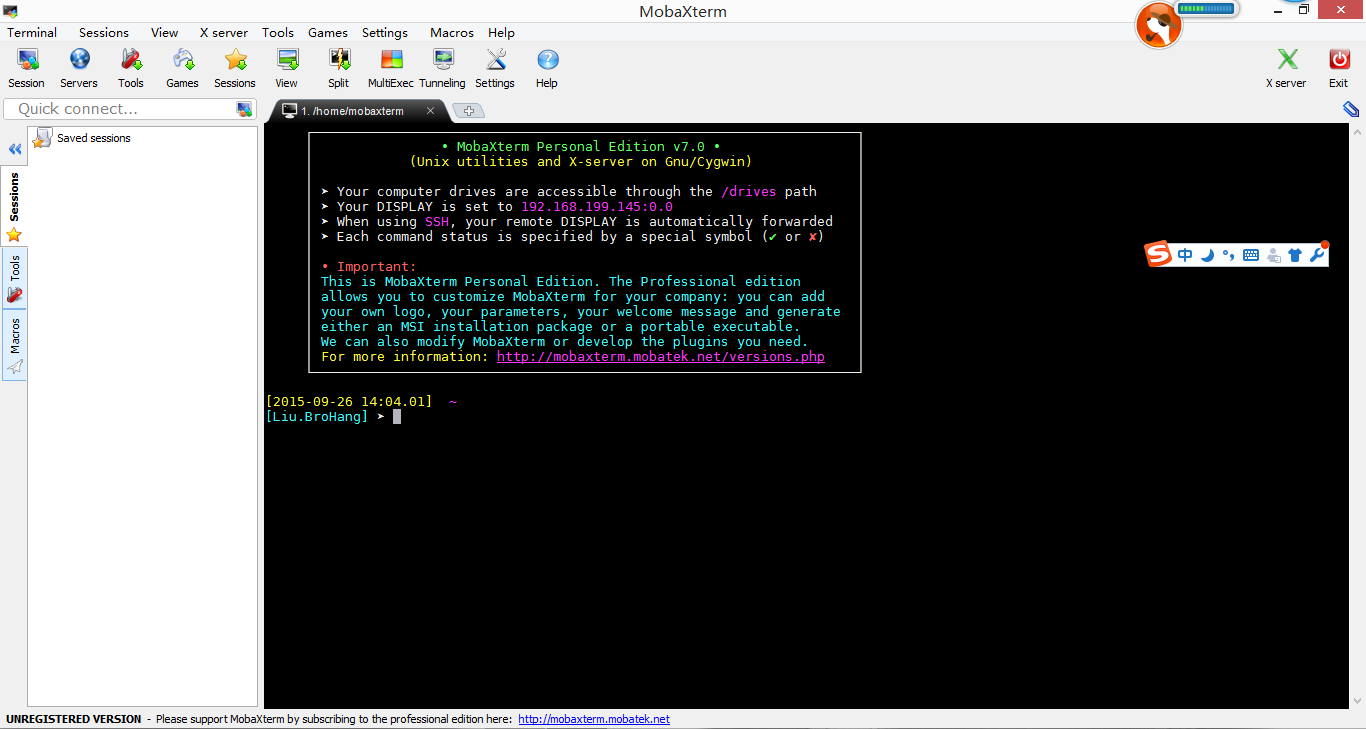 MobaXterm
Terminal Sessions View X server Tools Games Settings Macros Help
Session Servers Tools Games Sessions View Split MultiExec Tunneling Settings Help X server Exit
Quick connect...
1. /home/mobaxterm
Saved sessions
Sessions
Tools
Macros
• MobaXterm Personal Edition v7.0 •
(Unix utilities and X-server on Gnu/Cygwin)
➤ Your computer drives are accessible through the /drives path
➤ Your DISPLAY is set to 192.168.199.145:0.0
➤ When using SSH, your remote DISPLAY is automatically forwarded
➤ Each command status is specified by a special symbol (✔ or ✘)
• Important:
This is MobaXterm Personal Edition. The Professional edition
allows you to customize MobaXterm for your company: you can add
your own logo, your parameters, your welcome message and generate
either an MSI installation package or a portable executable.
We can also modify MobaXterm or develop the plugins you need.
For more information: http://mobaxterm.mobatek.net/versions.php
[2015-09-26 14:04.01] ~
[Liu.BroHang] ➤
S 中
UNREGISTERED VERSION - Please support MobaXterm by subscribing to the professional edition here: http://mobaxterm.mobatek.net